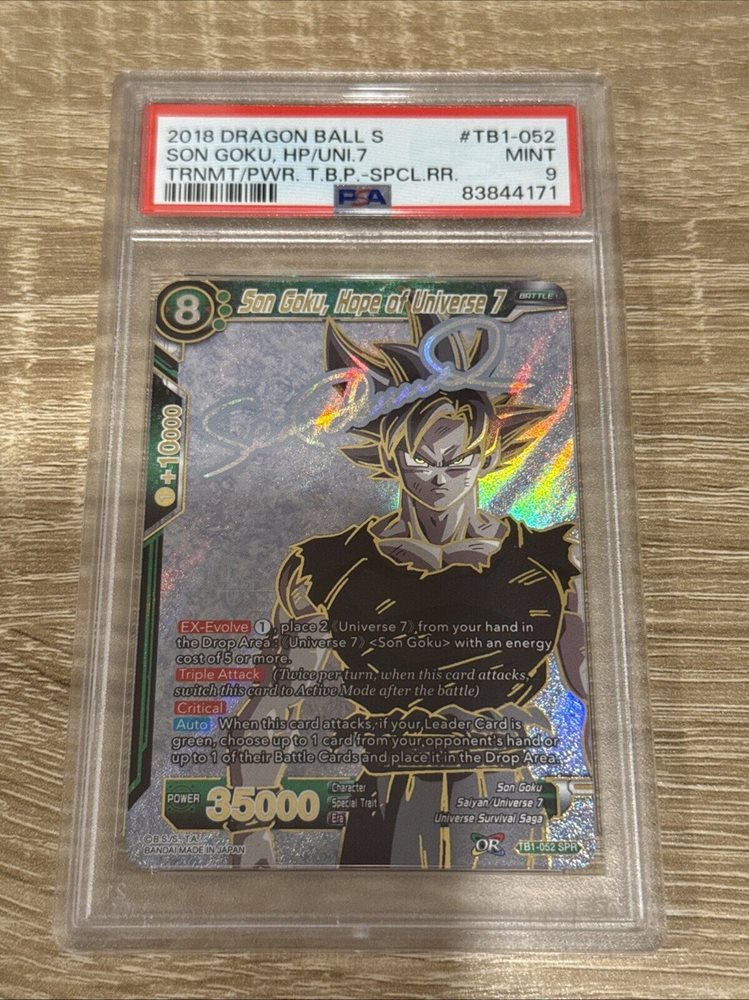 2018 DRAGON BALL S #TB1-052
SON GOKU, HP/UNI.7 MINT
TRNMT/PWR. T.B.P.-SPCL.RR. 9
PSA 83844171
8 Son Goku, Hope of Universe 7 BATTLE
+10000
EX-Evolve 1, place 2 《Universe 7》 from your hand in
the Drop Area : 《Universe 7》 <Son Goku> with an energy
cost of 5 or more.
Triple Attack (Twice per turn, when this card attacks,
switch this card to Active Mode after the battle)
Critical
Auto When this card attacks, if your Leader Card is
green, choose up to 1 card from your opponent's hand or
up to 1 of their Battle Cards and place it in the Drop Area.
POWER 35000
Character Son Goku
Special Trait Saiyan/Universe 7
Era Universe Survival Saga
©B.S./S., T.A.
BANDAI MADE IN JAPAN
OR TB1-052 SPR